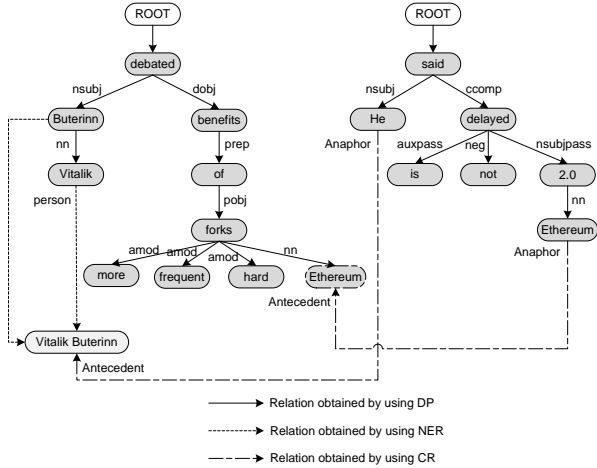 ROOT
ROOT
debated
said
nsubj
dobj
nsubj
ccomp
Buterinn
benefits
He
delayed
nn
prep
Anaphor
auxpass
neg
nsubjpass
Vitalik
of
is
not
2.0
person
pobj
nn
forks
Ethereum
amod
amod
amod
nn
Anaphor
more
frequent
hard
Ethereum
Antecedent
Vitalik Buterinn
Antecedent
Relation obtained by using DP
Relation obtained by using NER
Relation obtained by using CR